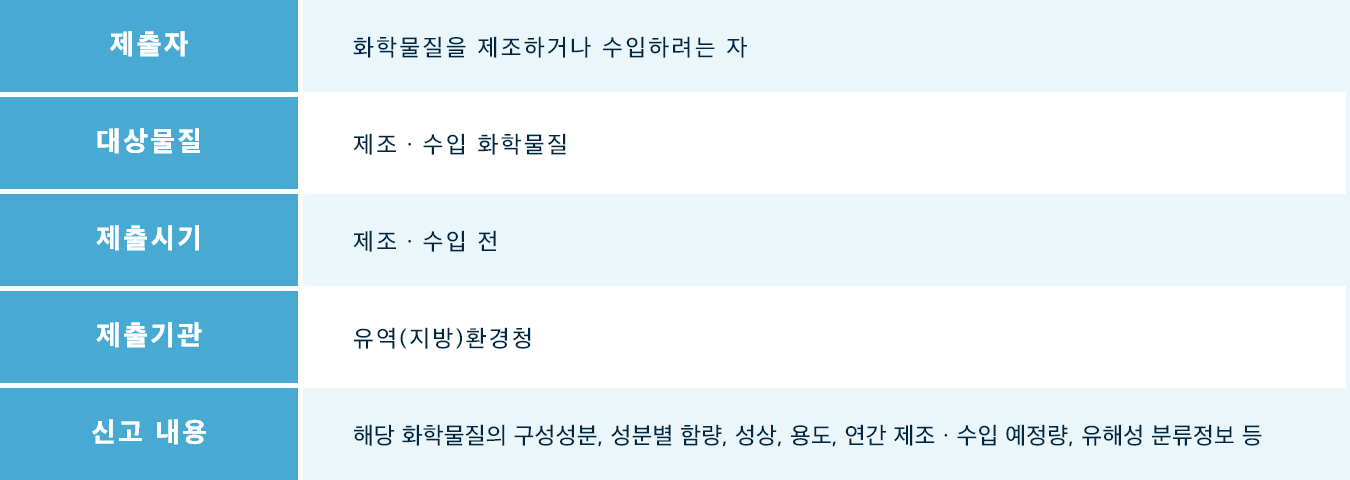 제출자
화학물질을 제조하거나 수입하려는 자
대상물질
제조 · 수입 화학물질
제출시기
제조 · 수입 전
제출기관
유역(지방)환경청
신고 내용
해당 화학물질의 구성성분, 성분별 함량, 성상, 용도, 연간 제조 · 수입 예정량, 유해성 분류정보 등